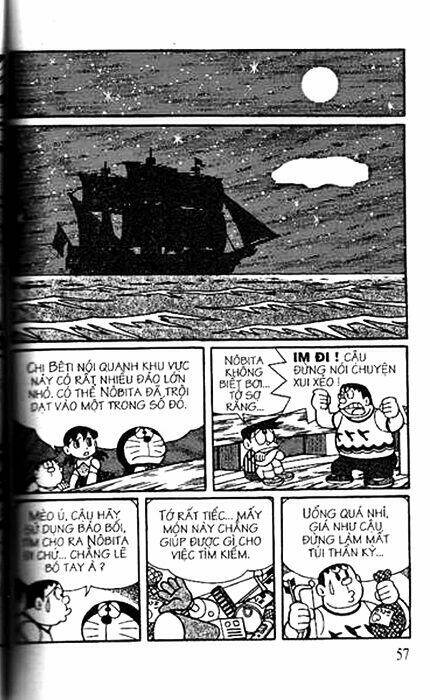 CHỊ BÊTI NÓI QUANH KHU VỰC
NÀY CÓ RẤT NHIỀU ĐẢO LỚN
NHỎ. CÓ THỂ NÔBITA ĐÃ TRÔI
DẠT VÀO MỘT TRONG SỐ ĐÓ.
NÔBITA
KHÔNG
BIẾT BƠI...
TỚ SỢ
RẰNG...
IM ĐI ! CẬU
ĐỪNG NÓI CHUYỆN
XUI XẺO !
MÈO Ú, CẬU HÃY
SỬ DỤNG BẢO BỐI,
TÌM CHO RA NÔBITA
ĐI CHỨ... CHẲNG LẼ
BÓ TAY À ?
TỚ RẤT TIẾC... MẤY
MÓN NÀY CHẲNG
GIÚP ĐƯỢC GÌ CHO
VIỆC TÌM KIẾM.
UỔNG QUÁ NHỈ,
GIÁ NHƯ CẬU
ĐỪNG LÀM MẤT
TÚI THẦN KỲ...
57